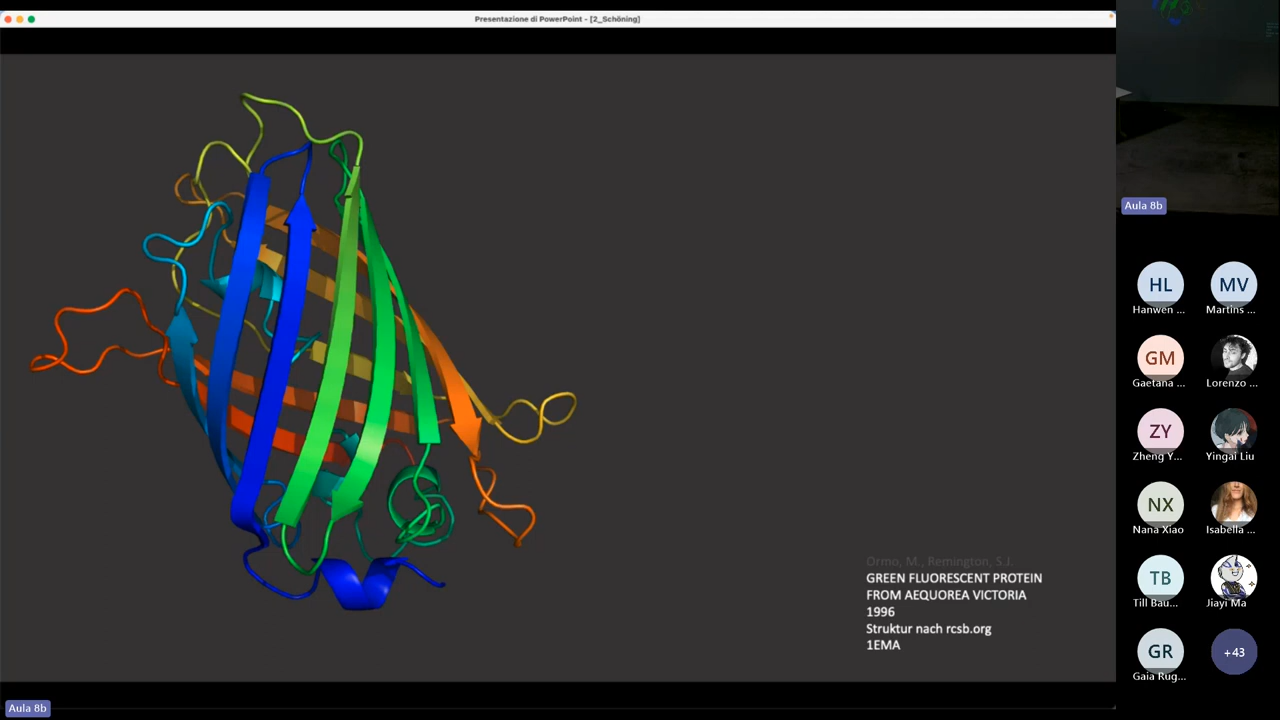 Presentazione di PowerPoint - [2_Schöning]
Ormo, M., Remington, S.J.
GREEN FLUORESCENT PROTEIN
FROM AEQUOREA VICTORIA
1996
Struktur nach rcsb.org
1EMA
Aula 8b
Aula 8b
HL
Hanwen ...
MV
Martins ...
GM
Gaetana ...
Lorenzo ...
ZY
Zheng Y...
Yingai Liu
NX
Nana Xiao
Isabella ...
TB
Till Bau...
Jiayi Ma
GR
Gaia Rug...
+43